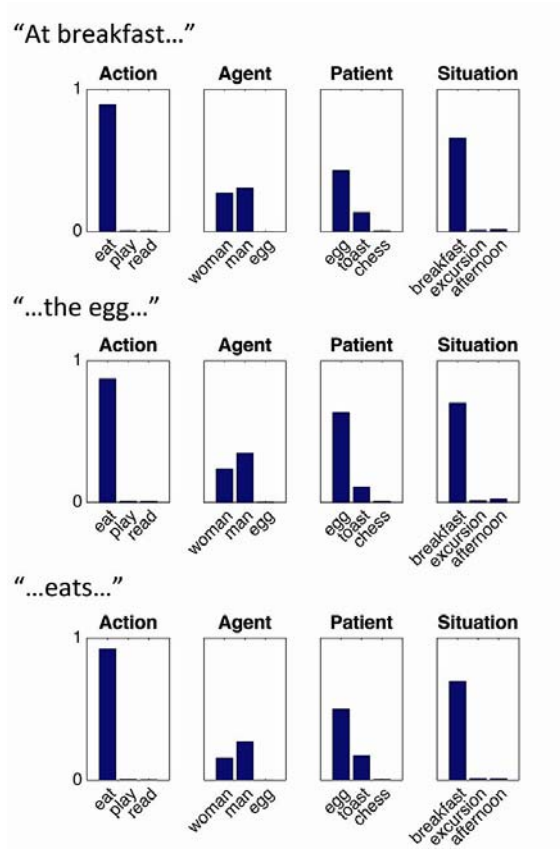 “At breakfast…”
Action Agent Patient Situation
1
0
eat play read woman man egg egg toast chess breakfast excursion afternoon
“…the egg…”
Action Agent Patient Situation
1
0
eat play read woman man egg egg toast chess breakfast excursion afternoon
“…eats…”
Action Agent Patient Situation
1
0
eat play read woman man egg egg toast chess breakfast excursion afternoon